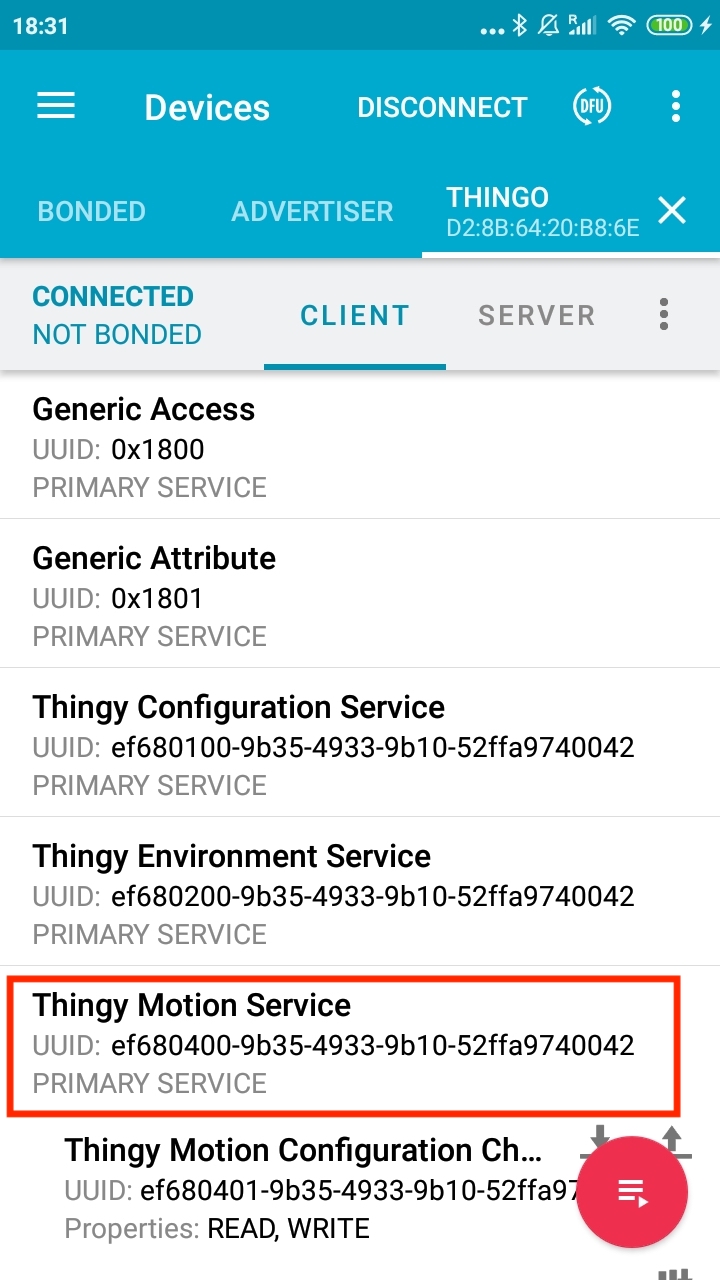 18:31
R
100
Devices
DISCONNECT
DFU
BONDED
ADVERTISER
THINGO
D2:8B:64:20:B8:6E
CONNECTED
NOT BONDED
CLIENT
SERVER
Generic Access
UUID: 0x1800
PRIMARY SERVICE
Generic Attribute
UUID: 0x1801
PRIMARY SERVICE
Thingy Configuration Service
UUID: ef680100-9b35-4933-9b10-52ffa9740042
PRIMARY SERVICE
Thingy Environment Service
UUID: ef680200-9b35-4933-9b10-52ffa9740042
PRIMARY SERVICE
Thingy Motion Service
UUID: ef680400-9b35-4933-9b10-52ffa9740042
PRIMARY SERVICE
Thingy Motion Configuration Ch...
UUID: ef680401-9b35-4933-9b10-52ffa97
Properties: READ, WRITE